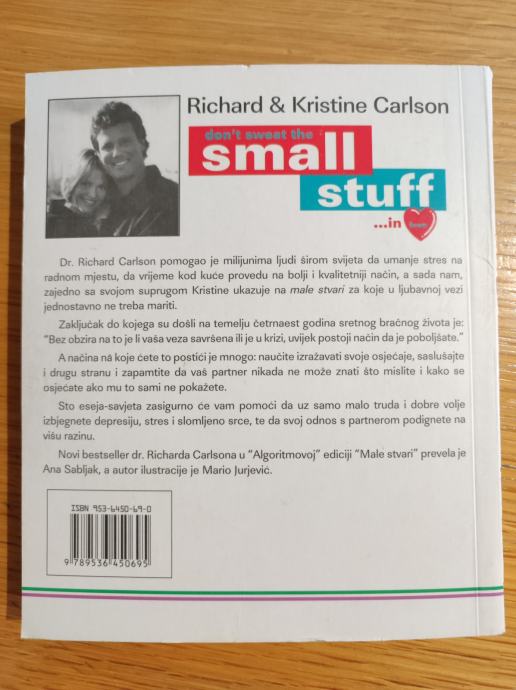 Richard & Kristine Carlson
don't sweat the
small
stuff
...in love
Dr. Richard Carlson pomogao je milijunima ljudi širom svijeta da umanje stres na
radnom mjestu, da vrijeme kod kuće provedu na bolji i kvalitetniji način, a sada nam,
zajedno sa svojom suprugom Kristine ukazuje na male stvari za koje u ljubavnoj vezi
jednostavno ne treba mariti.
Zaključak do kojega su došli na temelju četrnaest godina sretnog bračnog života je:
"Bez obzira na to je li vaša veza savršena ili je u krizi, uvijek postoji način da je poboljšate."
A načina ná koje ćete to postići je mnogo: naučite izražavati svoje osjećaje, saslušajte
i drugu stranu i zapamtite da vaš partner nikada ne može znati što mislite i kako se
osjećate ako mu to sami ne pokažete.
Sto eseja-savjeta zasigurno će vam pomoći da uz samo malo truda i dobre volje
izbjegnete depresiju, stres i slomljeno srce, te da svoj odnos s partnerom podignete na
višu razinu.
Novi bestseller dr. Richarda Carlsona u "Algoritmovoj" ediciji "Male stvari" prevela je
Ana Sabljak, a autor ilustracije je Mario Jurjević.
ISBN 953-6450-69-0
9 789536 450695